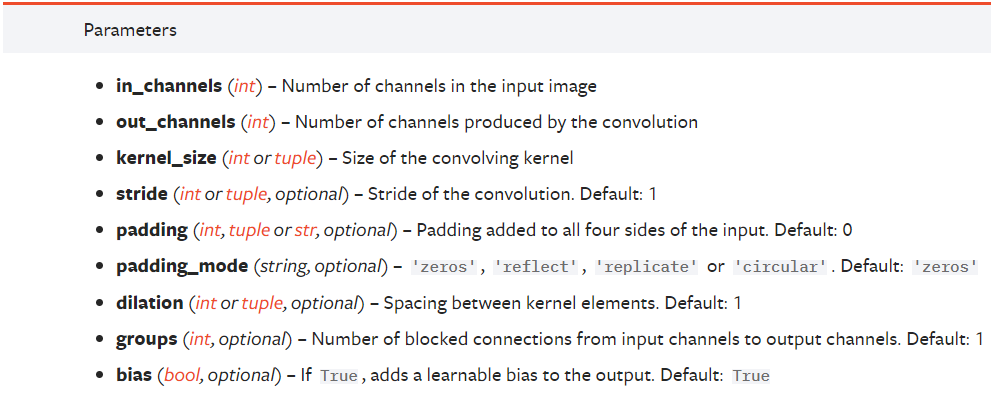 Parameters
• in_channels (int) – Number of channels in the input image
• out_channels (int) – Number of channels produced by the convolution
• kernel_size (int or tuple) – Size of the convolving kernel
• stride (int or tuple, optional) – Stride of the convolution. Default: 1
• padding (int, tuple or str, optional) – Padding added to all four sides of the input. Default: 0
• padding_mode (string, optional) – 'zeros', 'reflect', 'replicate' or 'circular'. Default: 'zeros'
• dilation (int or tuple, optional) – Spacing between kernel elements. Default: 1
• groups (int, optional) – Number of blocked connections from input channels to output channels. Default: 1
• bias (bool, optional) – If True, adds a learnable bias to the output. Default: True